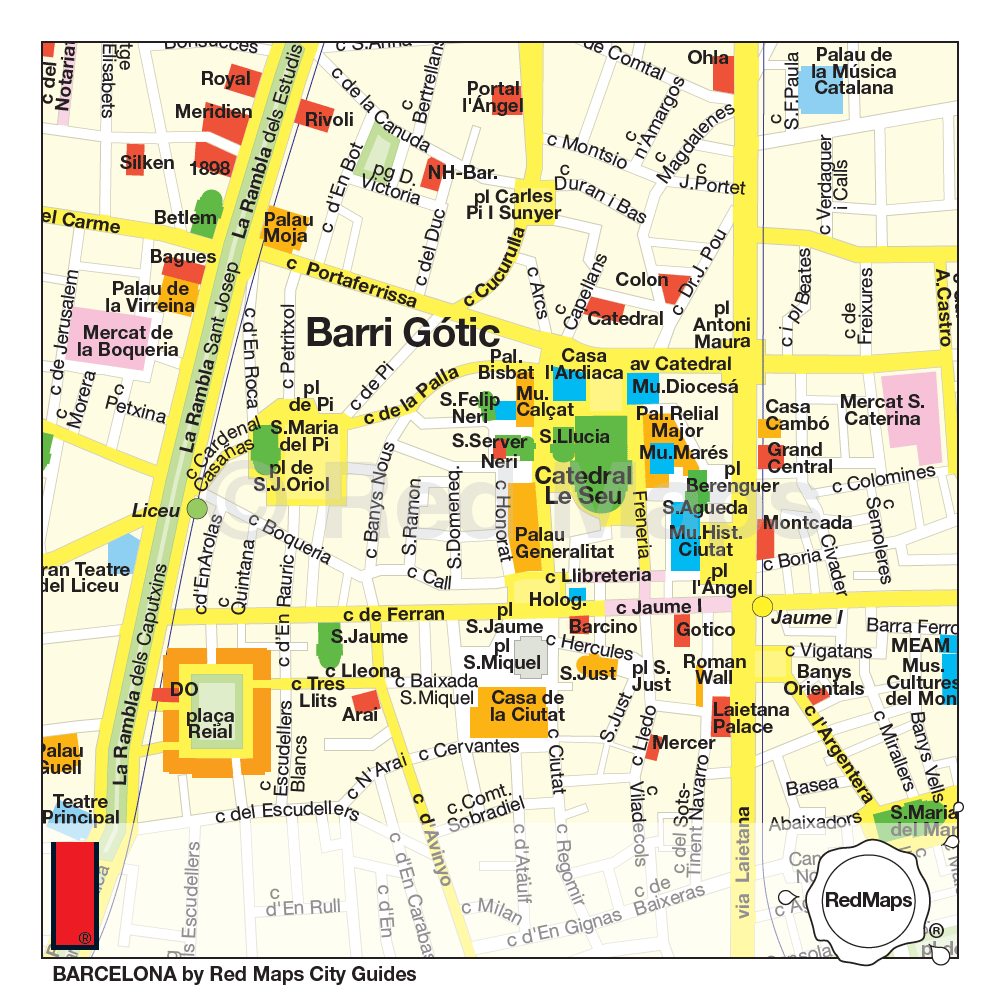 Bonsucces
c S.Anna
de Comtal
Ohla
S.F.Paula
c
Palau de
la Música
Catalana
c del
Notariat
Elisabets
La Rambla dels Estudis
Royal
Meridien
Rivoli
c de la Canuda
c
Bertrellans
Portal
l'Ángel
c
n'Amargos
c
Magdalenes
c Montsio
Silken
1898
c d'En Bot
pg D.
Victoria
NH-Bar.
c
Duran i Bas
c
J.Portet
c Verdaguer
i Calls
Betlem
Palau
Moja
pl Carles
Pi I Sunyer
el Carme
Bagues
c Portaferrissa
c del Duc
c Cucurulla
c Arcs
c
Capellans
Colon
c Dr.J. Pou
c i pl Beates
c de
Freixures
A.Castro
Palau de
la Virreina
La Rambla Sant Josep
Catedral
pl
Antoni
Maura
c de Jerusalem
Mercat de
la Boqueria
c d'En Roca
c Petritxol
Barri Gótic
Pal.
Bisbat
Casa
l'Ardiaca
av Catedral
c
Morera
c
Petxina
pl
de Pi
c de Pi
c de la Palla
S.Felip
Neri
Mu.
Calçat
Mu.Diocesá
Pal.Relial
Major
Casa
Cambó
Mercat S.
Caterina
c Cardenal
Casañas
S.Maria
del Pi
S.Server
Neri
S.Llucia
Mu.Marés
Grand
Central
pl de
S.J.Oriol
Catedral
Le Seu
pl
Berenguer
c Colomines
© Red Maps
Liceu
c Boqueria
c Banys Nous
S.Ramon
S.Domeneq.
c Honorat
Freneria
S.Agueda
Montcada
c
Semoleres
Palau
Generalitat
Mu.Hist.
Ciutat
c Boria
Civader
ran Teatre
del Liceu
cd'EnArolas
c
Quintana
c d'En Rauric
c Call
c Llibreteria
pl
l'Ángel
La Rambla dels Caputxins
c de Ferran
Holog.
c Jaume I
Jaume I
pl
S.Jaume
Barcino
Gotico
Barra Ferro
S.Jaume
pl
S.Miquel
c Hercules
c Vigatans
MEAM
Mus.
Cultures
del Mon
c Lleona
S.Just
pl S.
Just
Roman
Wall
Banys
Orientals
DO
c Tres
Llits
c Baixada
S.Miquel
plaça
Reial
Arai
Casa de
la Ciutat
S.Just
c Lledo
Laietana
Palace
c l'Argentera
c Mirallers
Banys Vells
Palau
Guell
c
Escudellers
Blancs
c Cervantes
c Ciutat
Mercer
c N'Arai
c
Viladecols
c del Sots-
Tinent Navarro
Basea
Teatre
Principal
c del Escudellers
c d'Avinyo
c.Comt.
Sobradiel
via Laietana
Abaixadors
S.Maria
del Mar
ls Escudellers
c
d'En Rull
c
d'En
c d'En Carabas
c
d'Ataülf
c Regomir
c de
Baixeras
c Milan
c d'En Gignas
RedMaps
®
®
BARCELONA by Red Maps City Guides